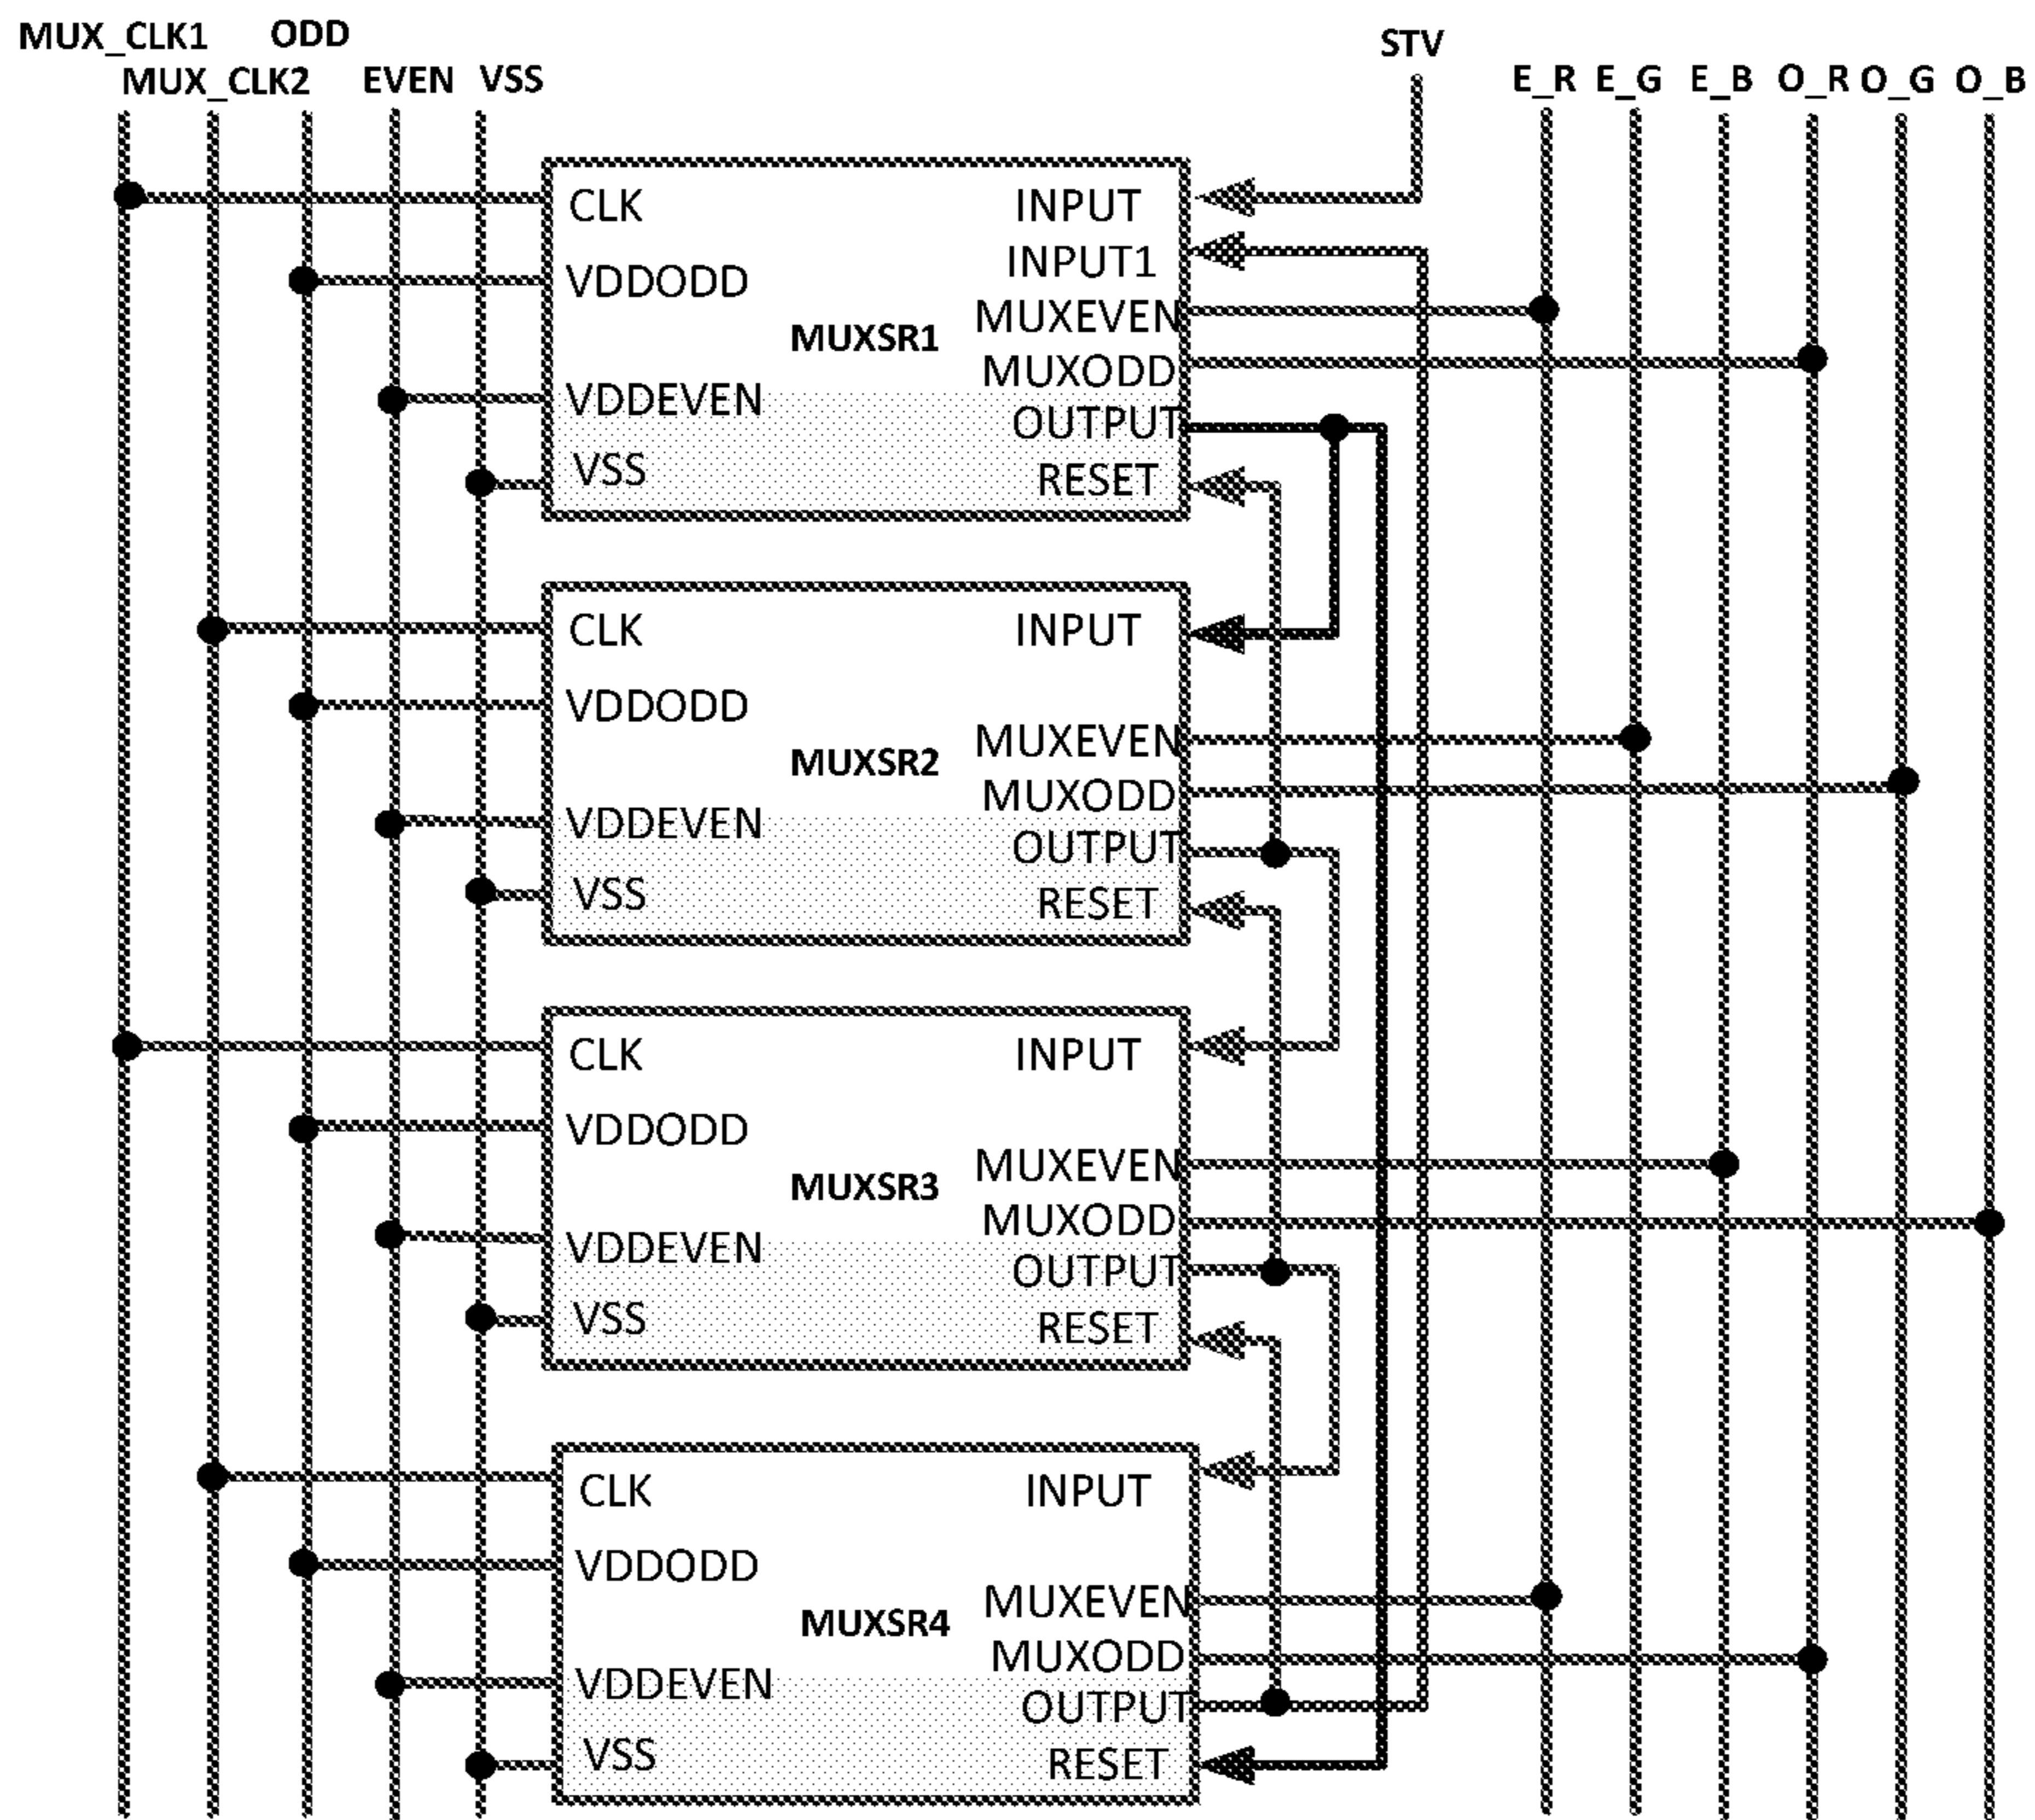 MUX_CLK1 ODD STV
MUX_CLK2 EVEN VSS E_R E_G E_B O_R O_G O_B
CLK INPUT
INPUT1
VDDODD
MUXEVEN
MUXSR1
MUXODD
VDDEVEN
OUTPUT
VSS RESET
CLK INPUT
VDDODD
MUXEVEN
MUXSR2
MUXODD
VDDEVEN
OUTPUT
VSS RESET
CLK INPUT
VDDODD
MUXEVEN
MUXSR3
MUXODD
VDDEVEN
OUTPUT
VSS RESET
CLK INPUT
VDDODD
MUXEVEN
MUXSR4
MUXODD
VDDEVEN
OUTPUT
VSS RESET